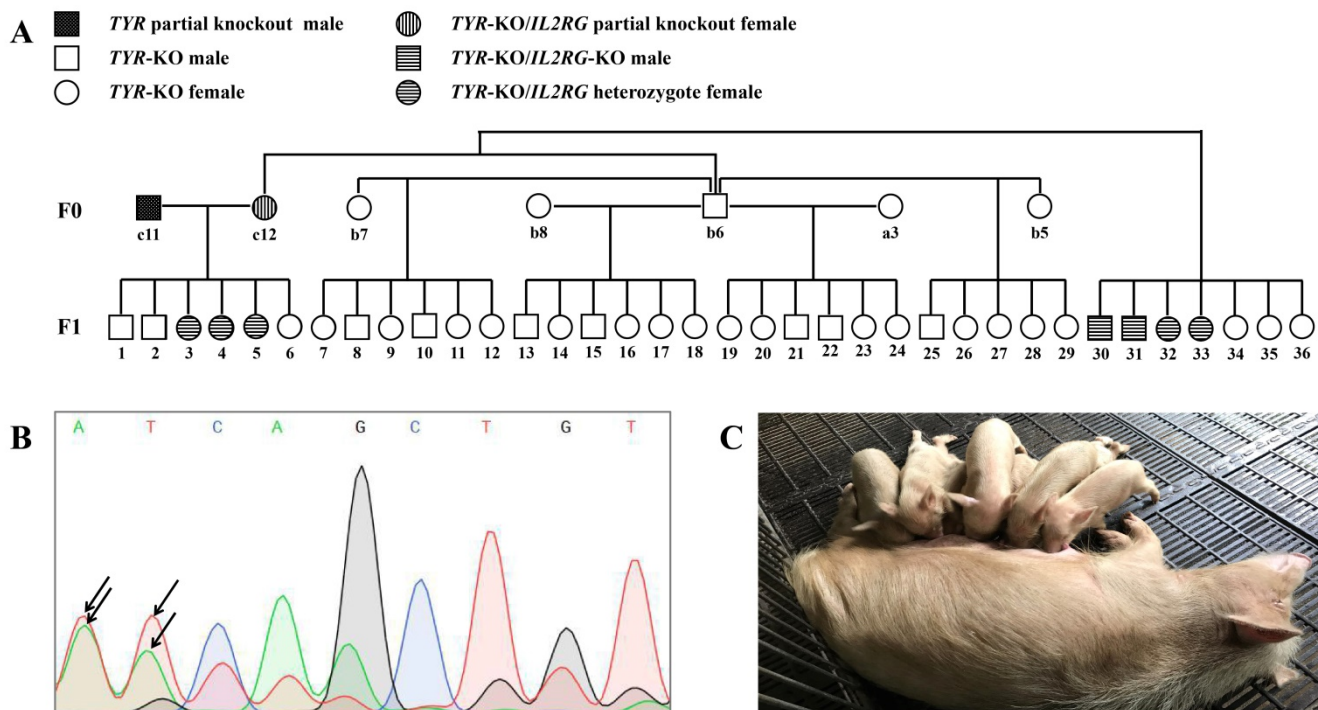 A
TYR partial knockout male
TYR-KO/IL2RG partial knockout female
TYR-KO male
TYR-KO/IL2RG-KO male
TYR-KO female
TYR-KO/IL2RG heterozygote female
F0
c11 c12 b7 b8 b6 a3 b5
F1
1 2 3 4 5 6 7 8 9 10 11 12 13 14 15 16 17 18 19 20 21 22 23 24 25 26 27 28 29 30 31 32 33 34 35 36
B
A T C A G C T G T
C